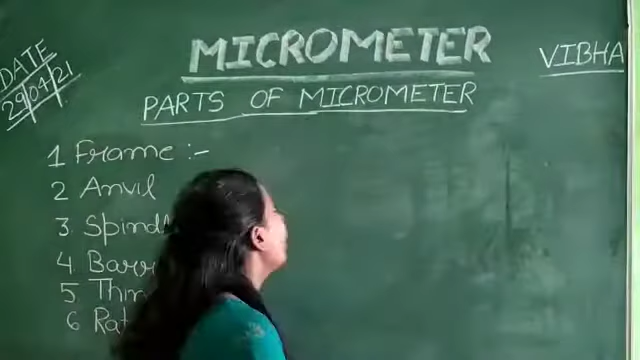 DATE
29/04/21
MICROMETER
VIBHA
PARTS OF MICROMETER
1 Frame :-
2 Anvil
3. Spindl
4. Barr
5 Thim
6 Rat